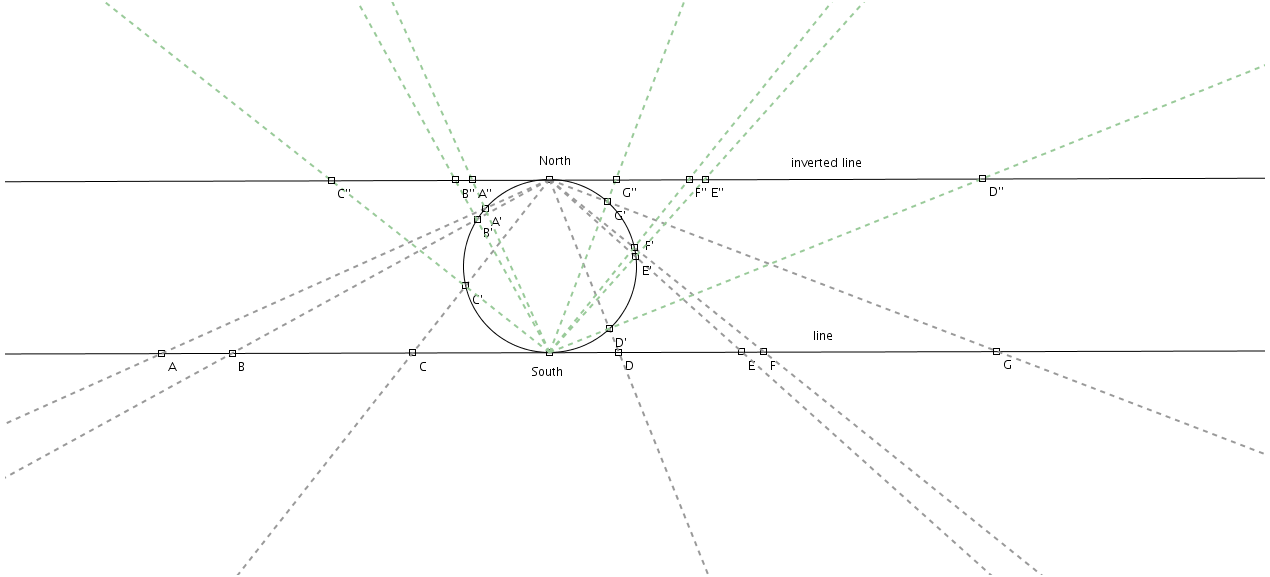 North
inverted line
C"
B"
A"
G"
F"
E"
D"
A'
B'
G'
F'
E'
C'
D'
line
A
B
C
South
D
E
F
G